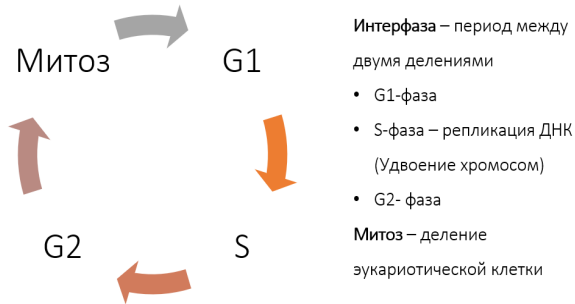 Митоз
G1
G2
S
Интерфаза – период между
двумя делениями
• G1-фаза
• S-фаза – репликация ДНК
(Удвоение хромосом)
• G2- фаза
Митоз – деление
эукариотической клетки